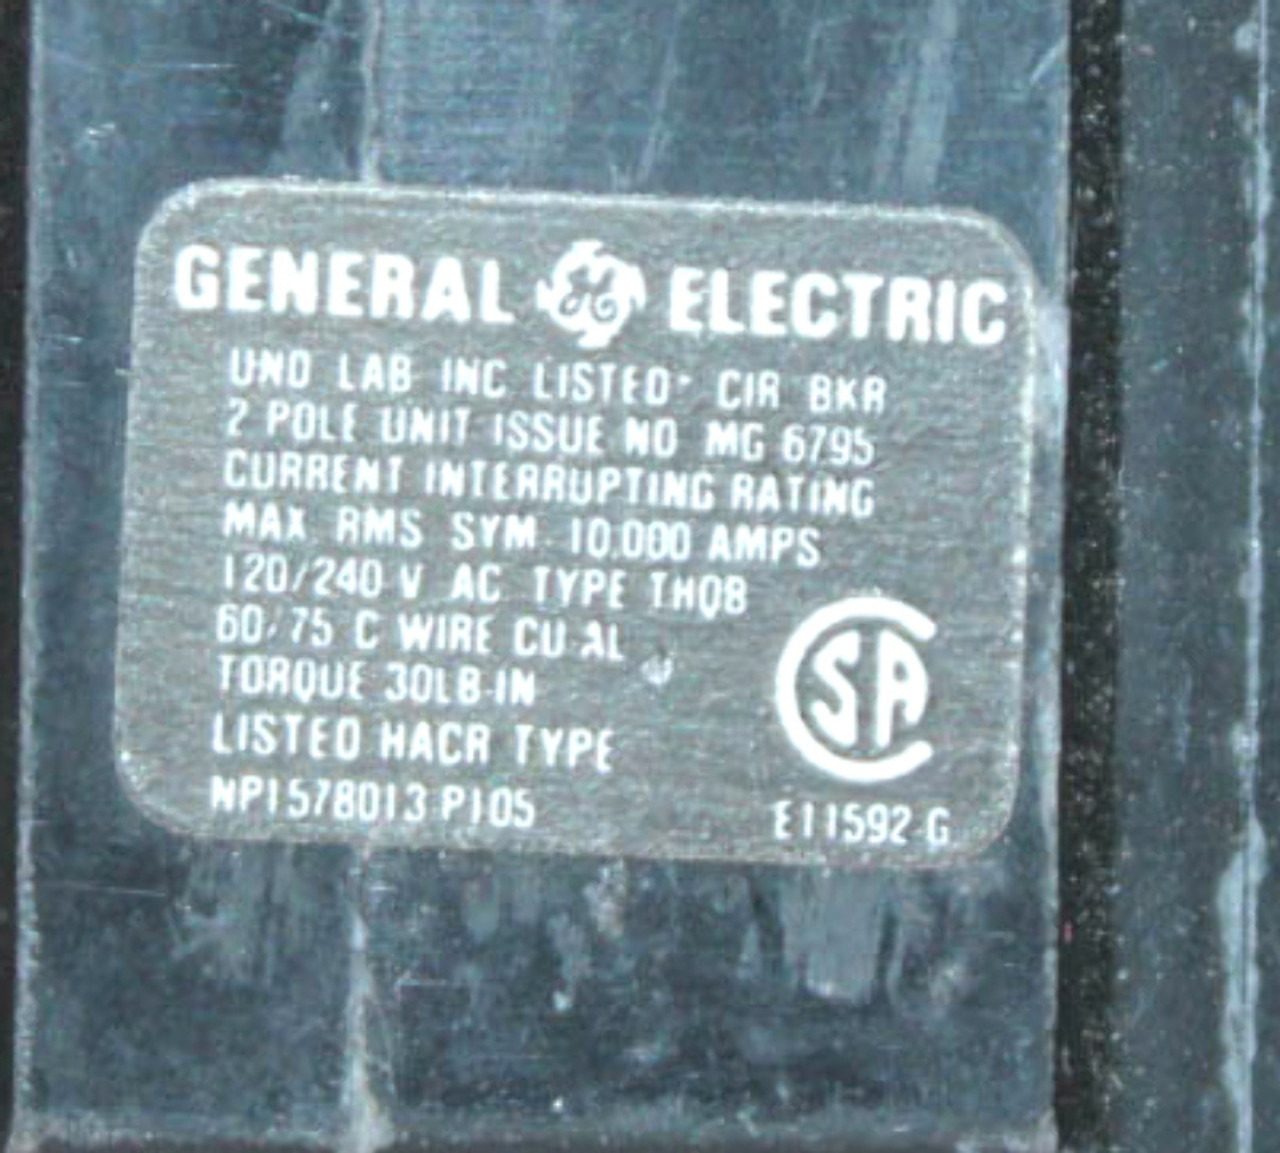 GENERAL GE ELECTRIC
UND LAB INC LISTED· CIR BKR
2 POLE UNIT ISSUE NO MG 6795
CURRENT INTERRUPTING RATING
MAX RMS SYM. 10.000 AMPS
120/240 V AC TYPE THQB
60/75 C WIRE CU-AL
TORQUE 30LB-IN
LISTED HACR TYPE
SA
NP1578013 P105 E11592-G